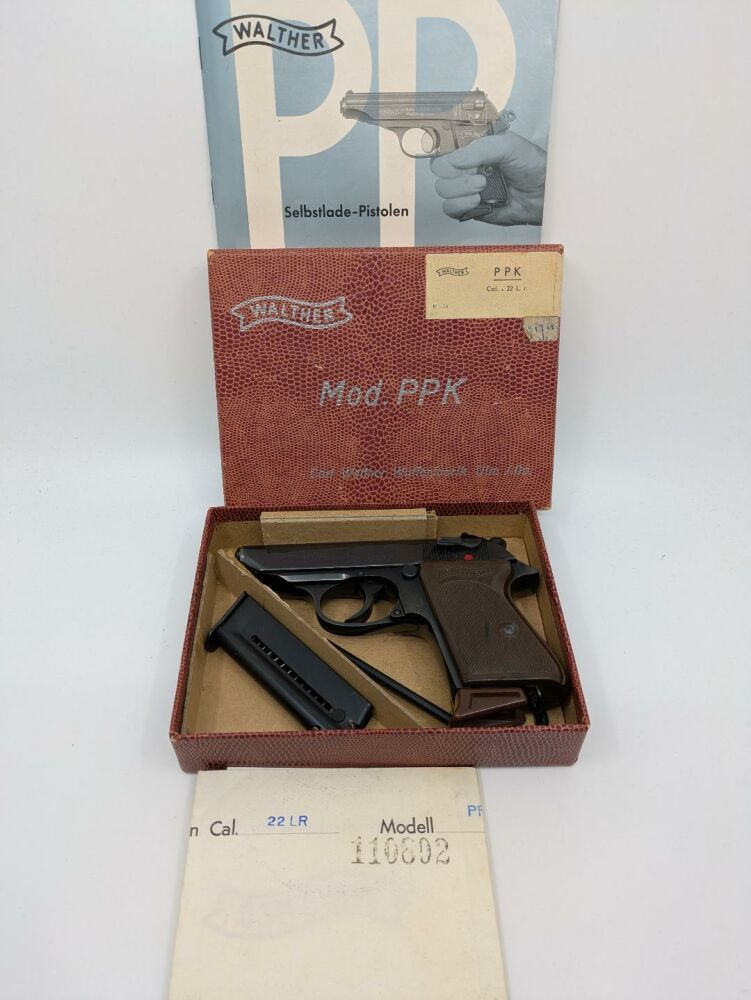 WALTHER
PP
Selbstlade-Pistolen
WALTHER
PPK
Cal. .22 L. r.
WALTHER
Mod. PPK
Carl Walther Waffenfabrik Ulm/Do.
n Cal. 22 LR Modell PP
110802